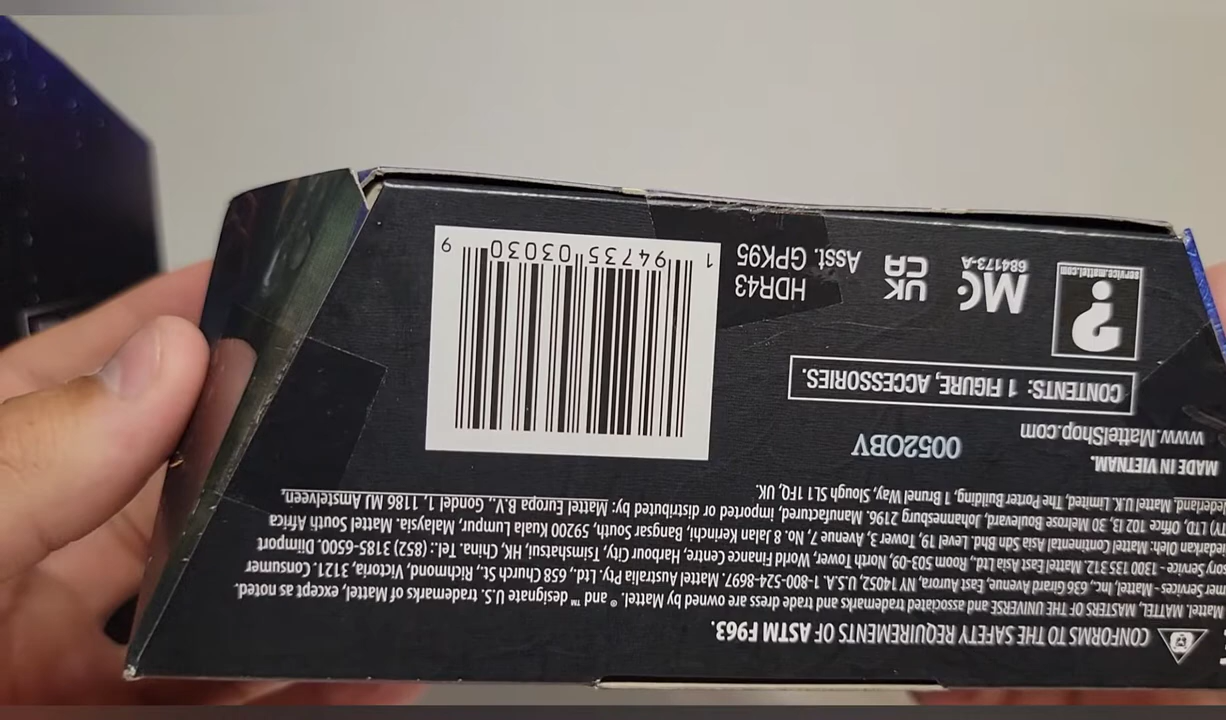 CONFORMS TO THE SAFETY REQUIREMENTS OF ASTM F963.
Mattel. MATTEL, MASTERS OF THE UNIVERSE and associated trademarks and trade dress are owned by Mattel. ® and ™ designate U.S. trademarks of Mattel, except as noted.
mer Services - Mattel, Inc., 636 Girard Avenue, East Aurora, NY 14052, U.S.A. 1-800-524-8697. Mattel Australia Pty. Ltd., 658 Church St., Richmond, Victoria, 3121. Consumer
sory Service - 1300 135 312. Mattel East Asia Ltd., Room 503-09, North Tower, World Finance Centre, Harbour City, Tsimshatsui, HK, China. Tel.: (852) 3185-6500. Diimport
iedarkan Oleh: Mattel Continental Asia Sdn Bhd. Level 19, Tower 3, Avenue 7, No. 8 Jalan Kerinchi, Bangsar South, 59200 Kuala Lumpur, Malaysia. Mattel South Africa
TY) LTD, Office 102 I3, 30 Melrose Boulevard, Johannesburg 2196. Manufactured, imported or distributed by: Mattel Europa B.V., Gondel 1, 1186 MJ Amstelveen,
ederland. Mattel U.K. Limited, The Porter Building, 1 Brunel Way, Slough SL1 1FQ, UK.
MADE IN VIETNAM.
www.MattelShop.com
0052OBV
CONTENTS: 1 FIGURE, ACCESSORIES.
?
service.mattel.com
MC
684173-A
UK
CA
HDR43
Asst. GPK95
1 94735 03030 9